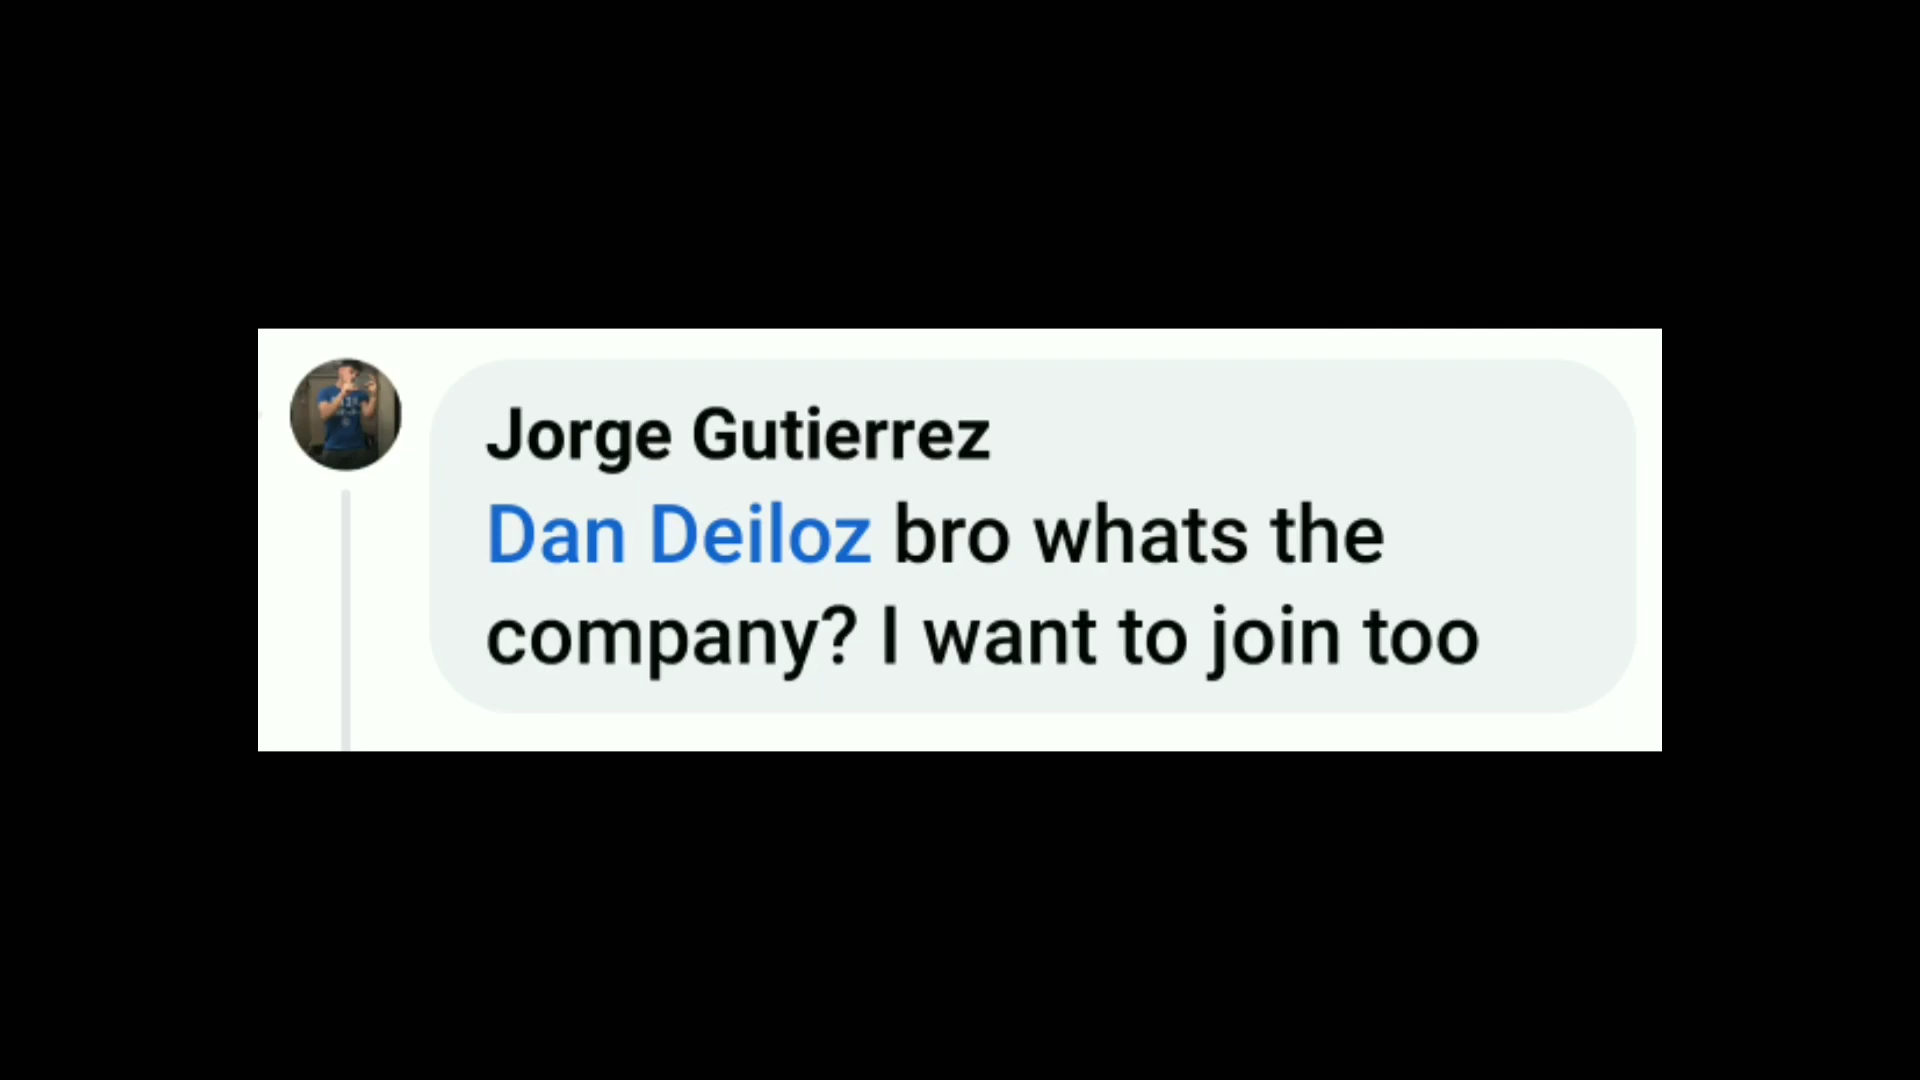 Jorge Gutierrez
Dan Deiloz bro whats the
company? I want to join too